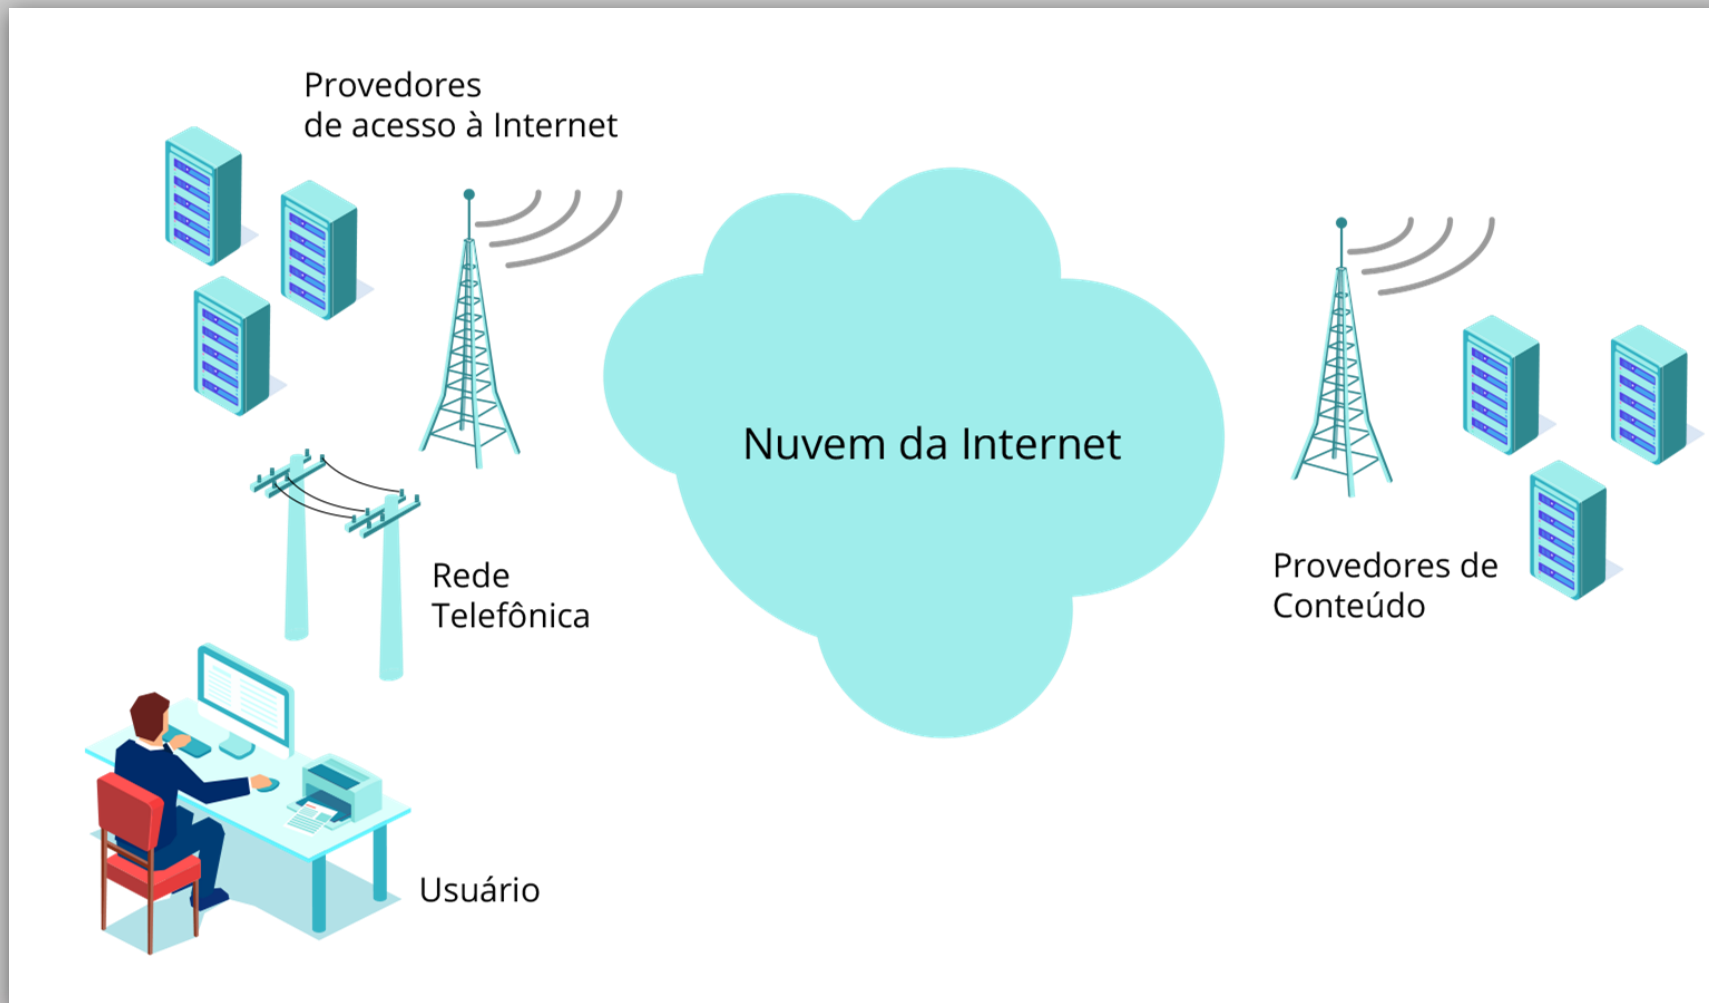 Provedores
de acesso à Internet
Nuvem da Internet
Rede
Telefônica
Provedores de
Conteúdo
Usuário